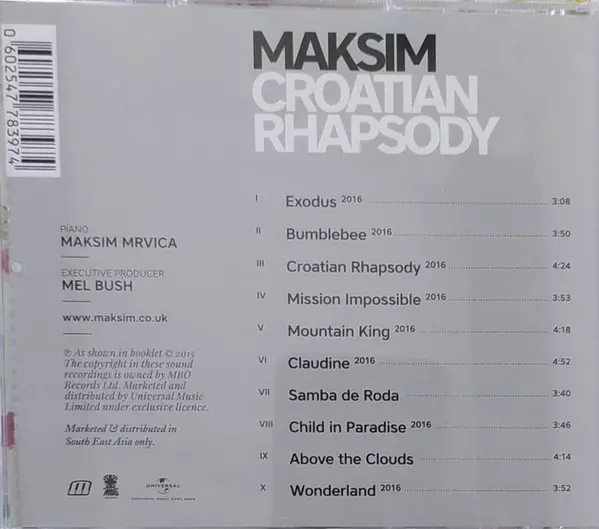 MAKSIM
CROATIAN
RHAPSODY
0 602547 783974
I Exodus 2016 3:08
II Bumblebee 2016 3:50
III Croatian Rhapsody 2016 4:24
IV Mission Impossible 2016 3:53
V Mountain King 2016 4:18
VI Claudine 2016 4:52
VII Samba de Roda 3:40
VIII Child in Paradise 2016 3:46
IX Above the Clouds 4:14
X Wonderland 2016 3:52
PIANO
MAKSIM MRVICA
EXECUTIVE PRODUCER
MEL BUSH
www.maksim.co.uk
℗ As shown in booklet © 2015
The copyright in these sound
recordings is owned by MBO
Records Ltd. Marketed and
distributed by Universal Music
Limited under exclusive licence.
Marketed & distributed in
South East Asia only.
UNIVERSAL